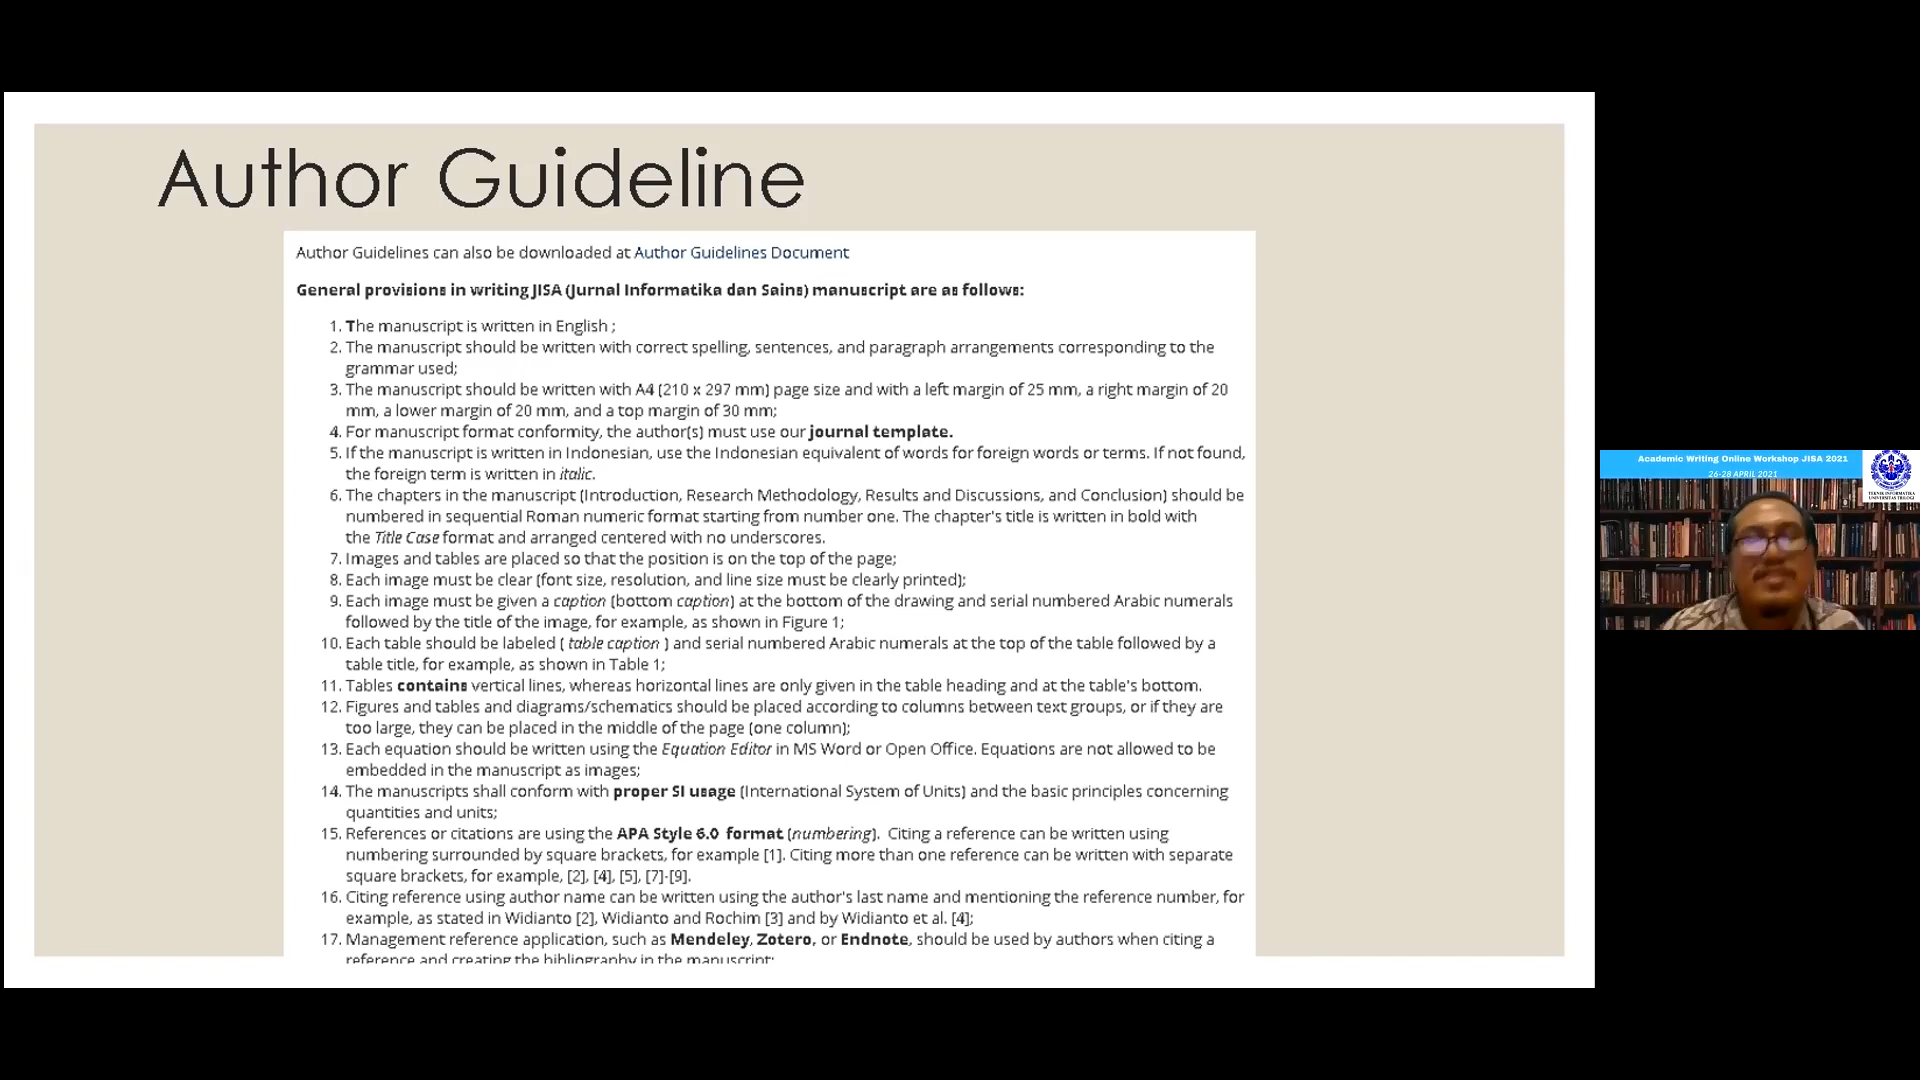 Author Guideline
Author Guidelines can also be downloaded at Author Guidelines Document
General provisions in writing JISA (Jurnal Informatika dan Sains) manuscript are as follows:
1. The manuscript is written in English ;
2. The manuscript should be written with correct spelling, sentences, and paragraph arrangements corresponding to the
grammar used;
3. The manuscript should be written with A4 (210 x 297 mm) page size and with a left margin of 25 mm, a right margin of 20
mm, a lower margin of 20 mm, and a top margin of 30 mm;
4. For manuscript format conformity, the author(s) must use our journal template.
5. If the manuscript is written in Indonesian, use the Indonesian equivalent of words for foreign words or terms. If not found,
the foreign term is written in italic.
6. The chapters in the manuscript (Introduction, Research Methodology, Results and Discussions, and Conclusion) should be
numbered in sequential Roman numeric format starting from number one. The chapter's title is written in bold with
the Title Case format and arranged centered with no underscores.
7. Images and tables are placed so that the position is on the top of the page;
8. Each image must be clear (font size, resolution, and line size must be clearly printed);
9. Each image must be given a caption (bottom caption) at the bottom of the drawing and serial numbered Arabic numerals
followed by the title of the image, for example, as shown in Figure 1;
10. Each table should be labeled ( table caption ) and serial numbered Arabic numerals at the top of the table followed by a
table title, for example, as shown in Table 1;
11. Tables contains vertical lines, whereas horizontal lines are only given in the table heading and at the table's bottom.
12. Figures and tables and diagrams/schematics should be placed according to columns between text groups, or if they are
too large, they can be placed in the middle of the page (one column);
13. Each equation should be written using the Equation Editor in MS Word or Open Office. Equations are not allowed to be
embedded in the manuscript as images;
14. The manuscripts shall conform with proper SI usage (International System of Units) and the basic principles concerning
quantities and units;
15. References or citations are using the APA Style 6.0 format (numbering). Citing a reference can be written using
numbering surrounded by square brackets, for example [1]. Citing more than one reference can be written with separate
square brackets, for example, [2], [4], [5], [7]-[9].
16. Citing reference using author name can be written using the author's last name and mentioning the reference number, for
example, as stated in Widianto [2], Widianto and Rochim [3] and by Widianto et al. [4];
17. Management reference application, such as Mendeley, Zotero, or Endnote, should be used by authors when citing a
reference and creating the bibliography in the manuscript;
Academic Writing Online Workshop JISA 2021
26-28 APRIL 2021
TEKNIK INFORMATIKA
UNIVERSITAS TRILOGI